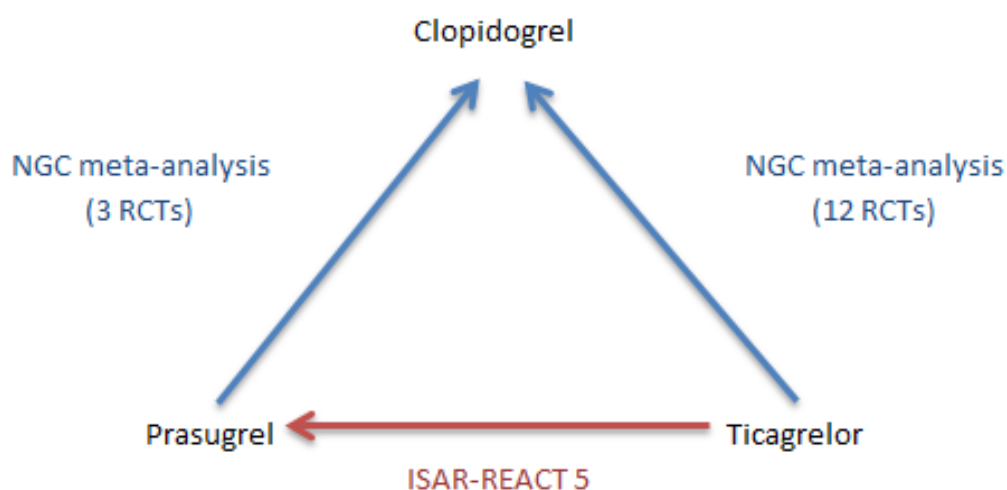 Clopidogrel
NGC meta-analysis
(3 RCTs)
NGC meta-analysis
(12 RCTs)
Prasugrel
Ticagrelor
ISAR-REACT 5